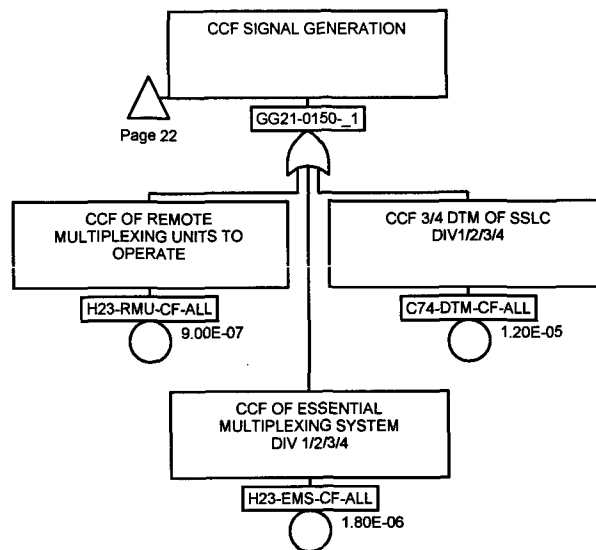 CCF SIGNAL GENERATION
Page 22
GG21-0150-_1
CCF OF REMOTE
MULTIPLEXING UNITS TO
OPERATE
H23-RMU-CF-ALL
9.00E-07
CCF 3/4 DTM OF SSLC
DIV1/2/3/4
C74-DTM-CF-ALL
1.20E-05
CCF OF ESSENTIAL
MULTIPLEXING SYSTEM
DIV 1/2/3/4
H23-EMS-CF-ALL
1.80E-06